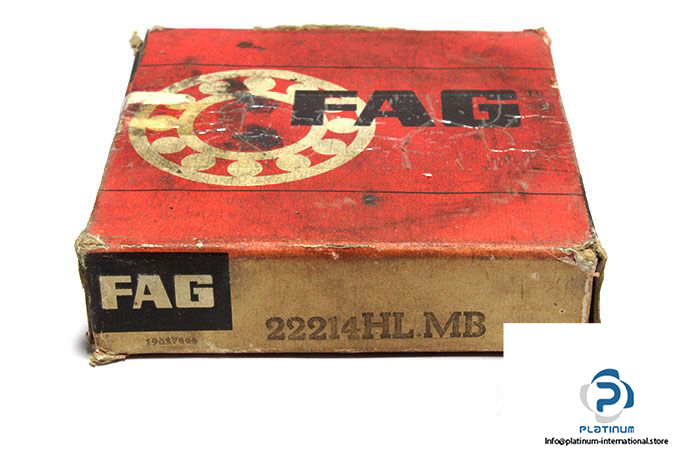 FAG
FAG
22214HL.MB
PLATINUM
Info@platinum-international.store